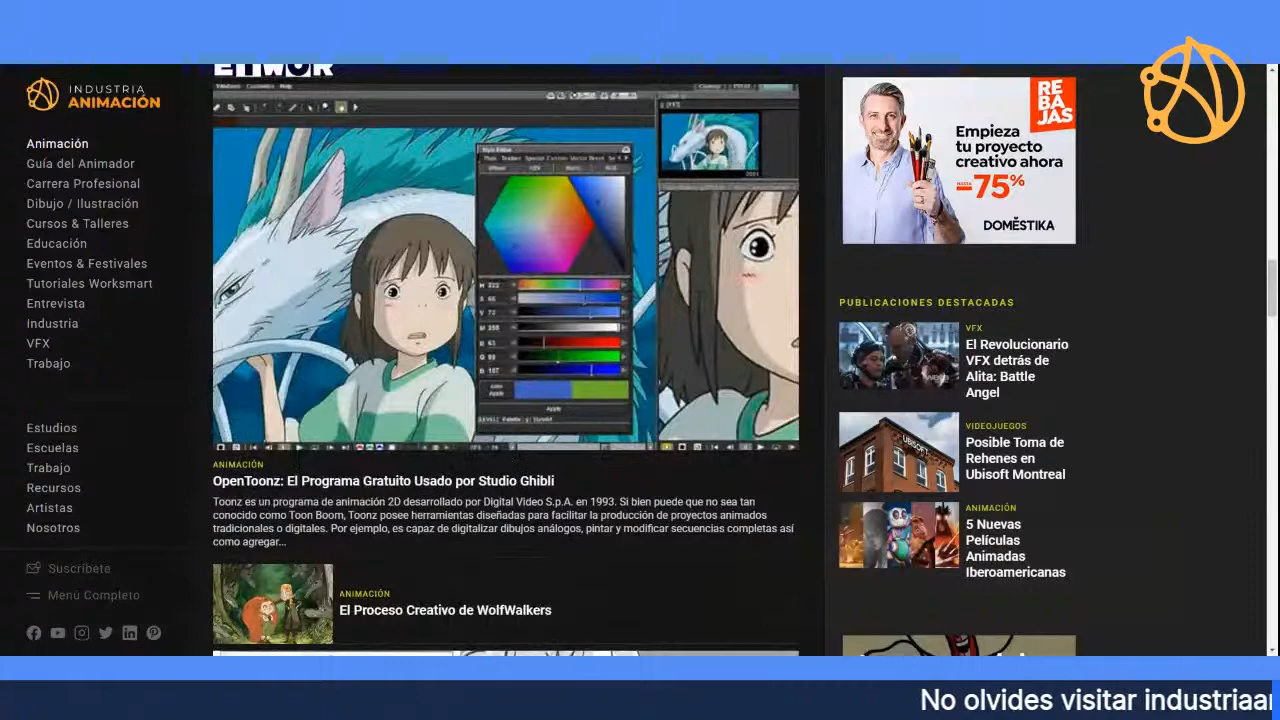 INDUSTRIA
ANIMACIÓN
Animación
Guía del Animador
Carrera Profesional
Dibujo / Ilustración
Cursos & Talleres
Educación
Eventos & Festivales
Tutoriales Worksmart
Entrevista
Industria
VFX
Trabajo
Estudios
Escuelas
Trabajo
Recursos
Artistas
Nosotros
Suscríbete
Menú Completo
ANIMACIÓN
OpenToonz: El Programa Gratuito Usado por Studio Ghibli
Toonz es un programa de animación 2D desarrollado por Digital Video S.p.A. en 1993. Si bien puede que no sea tan
conocido como Toon Boom, Toonz posee herramientas diseñadas para facilitar la producción de proyectos animados
tradicionales o digitales. Por ejemplo, es capaz de digitalizar dibujos análogos, pintar y modificar secuencias completas así
como agregar...
ANIMACIÓN
El Proceso Creativo de WolfWalkers
RE
BA
JAS
Empieza
tu proyecto
creativo ahora
HASTA
-75%
DOMESTIKA
PUBLICACIONES DESTACADAS
VFX
El Revolucionario
VFX detrás de
Alita: Battle
Angel
VIDEOJUEGOS
Posible Toma de
Rehenes en
Ubisoft Montreal
ANIMACIÓN
5 Nuevas
Películas
Animadas
Iberoamericanas
No olvides visitar industriaan